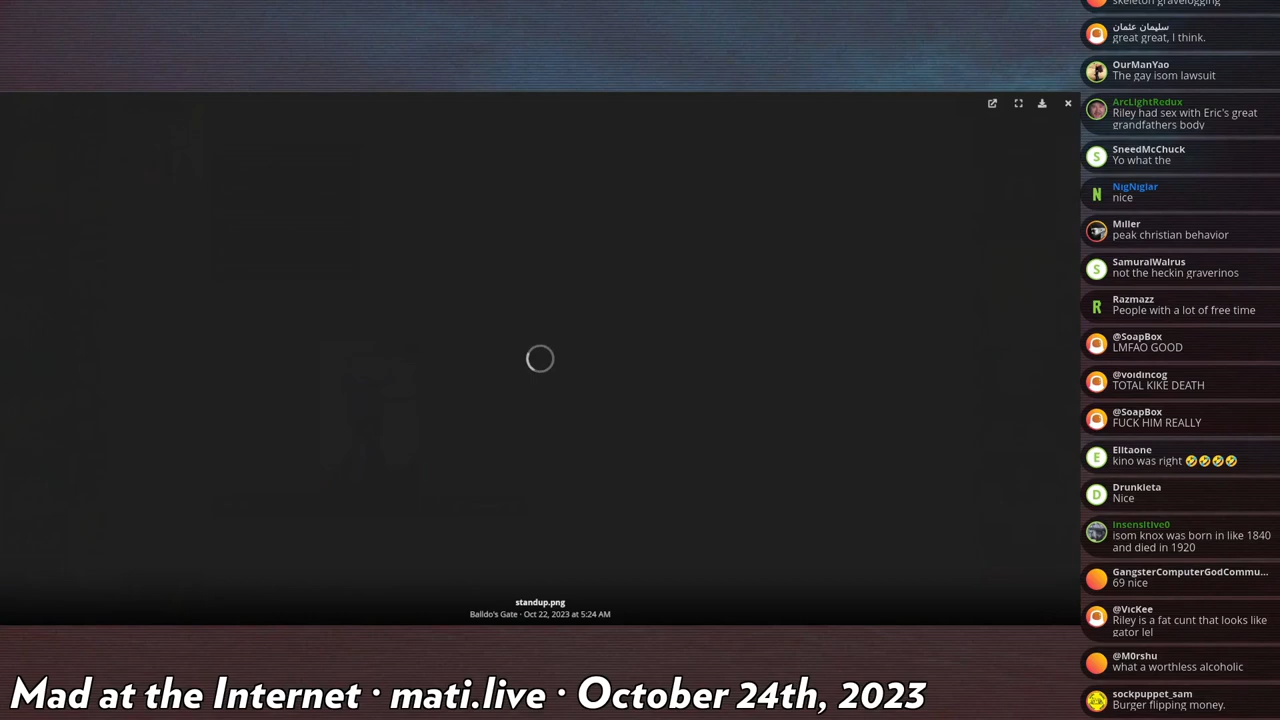 skeleton gravelogging
سليمان عثمان
great great, I think.
OurManYao
The gay isom lawsuit
ArcLightRedux
Riley had sex with Eric's great
grandfathers body
SneedMcChuck
Yo what the
NigNiglar
nice
Miller
peak christian behavior
SamuraiWalrus
not the heckin graverinos
Razmazz
People with a lot of free time
@SoapBox
LMFAO GOOD
@voidincog
TOTAL KIKE DEATH
@SoapBox
FUCK HIM REALLY
Elitaone
kino was right 🤣🤣🤣🤣
Drunkieta
Nice
Insensitive0
isom knox was born in like 1840
and died in 1920
GangsterComputerGodCommu...
69 nice
@VicKee
Riley is a fat cunt that looks like
gator lel
@M0rshu
what a worthless alcoholic
sockpuppet_sam
Burger flipping money.
standup.png
Balldo's Gate · Oct 22, 2023 at 5:24 AM
Mad at the Internet · mati.live · October 24th, 2023